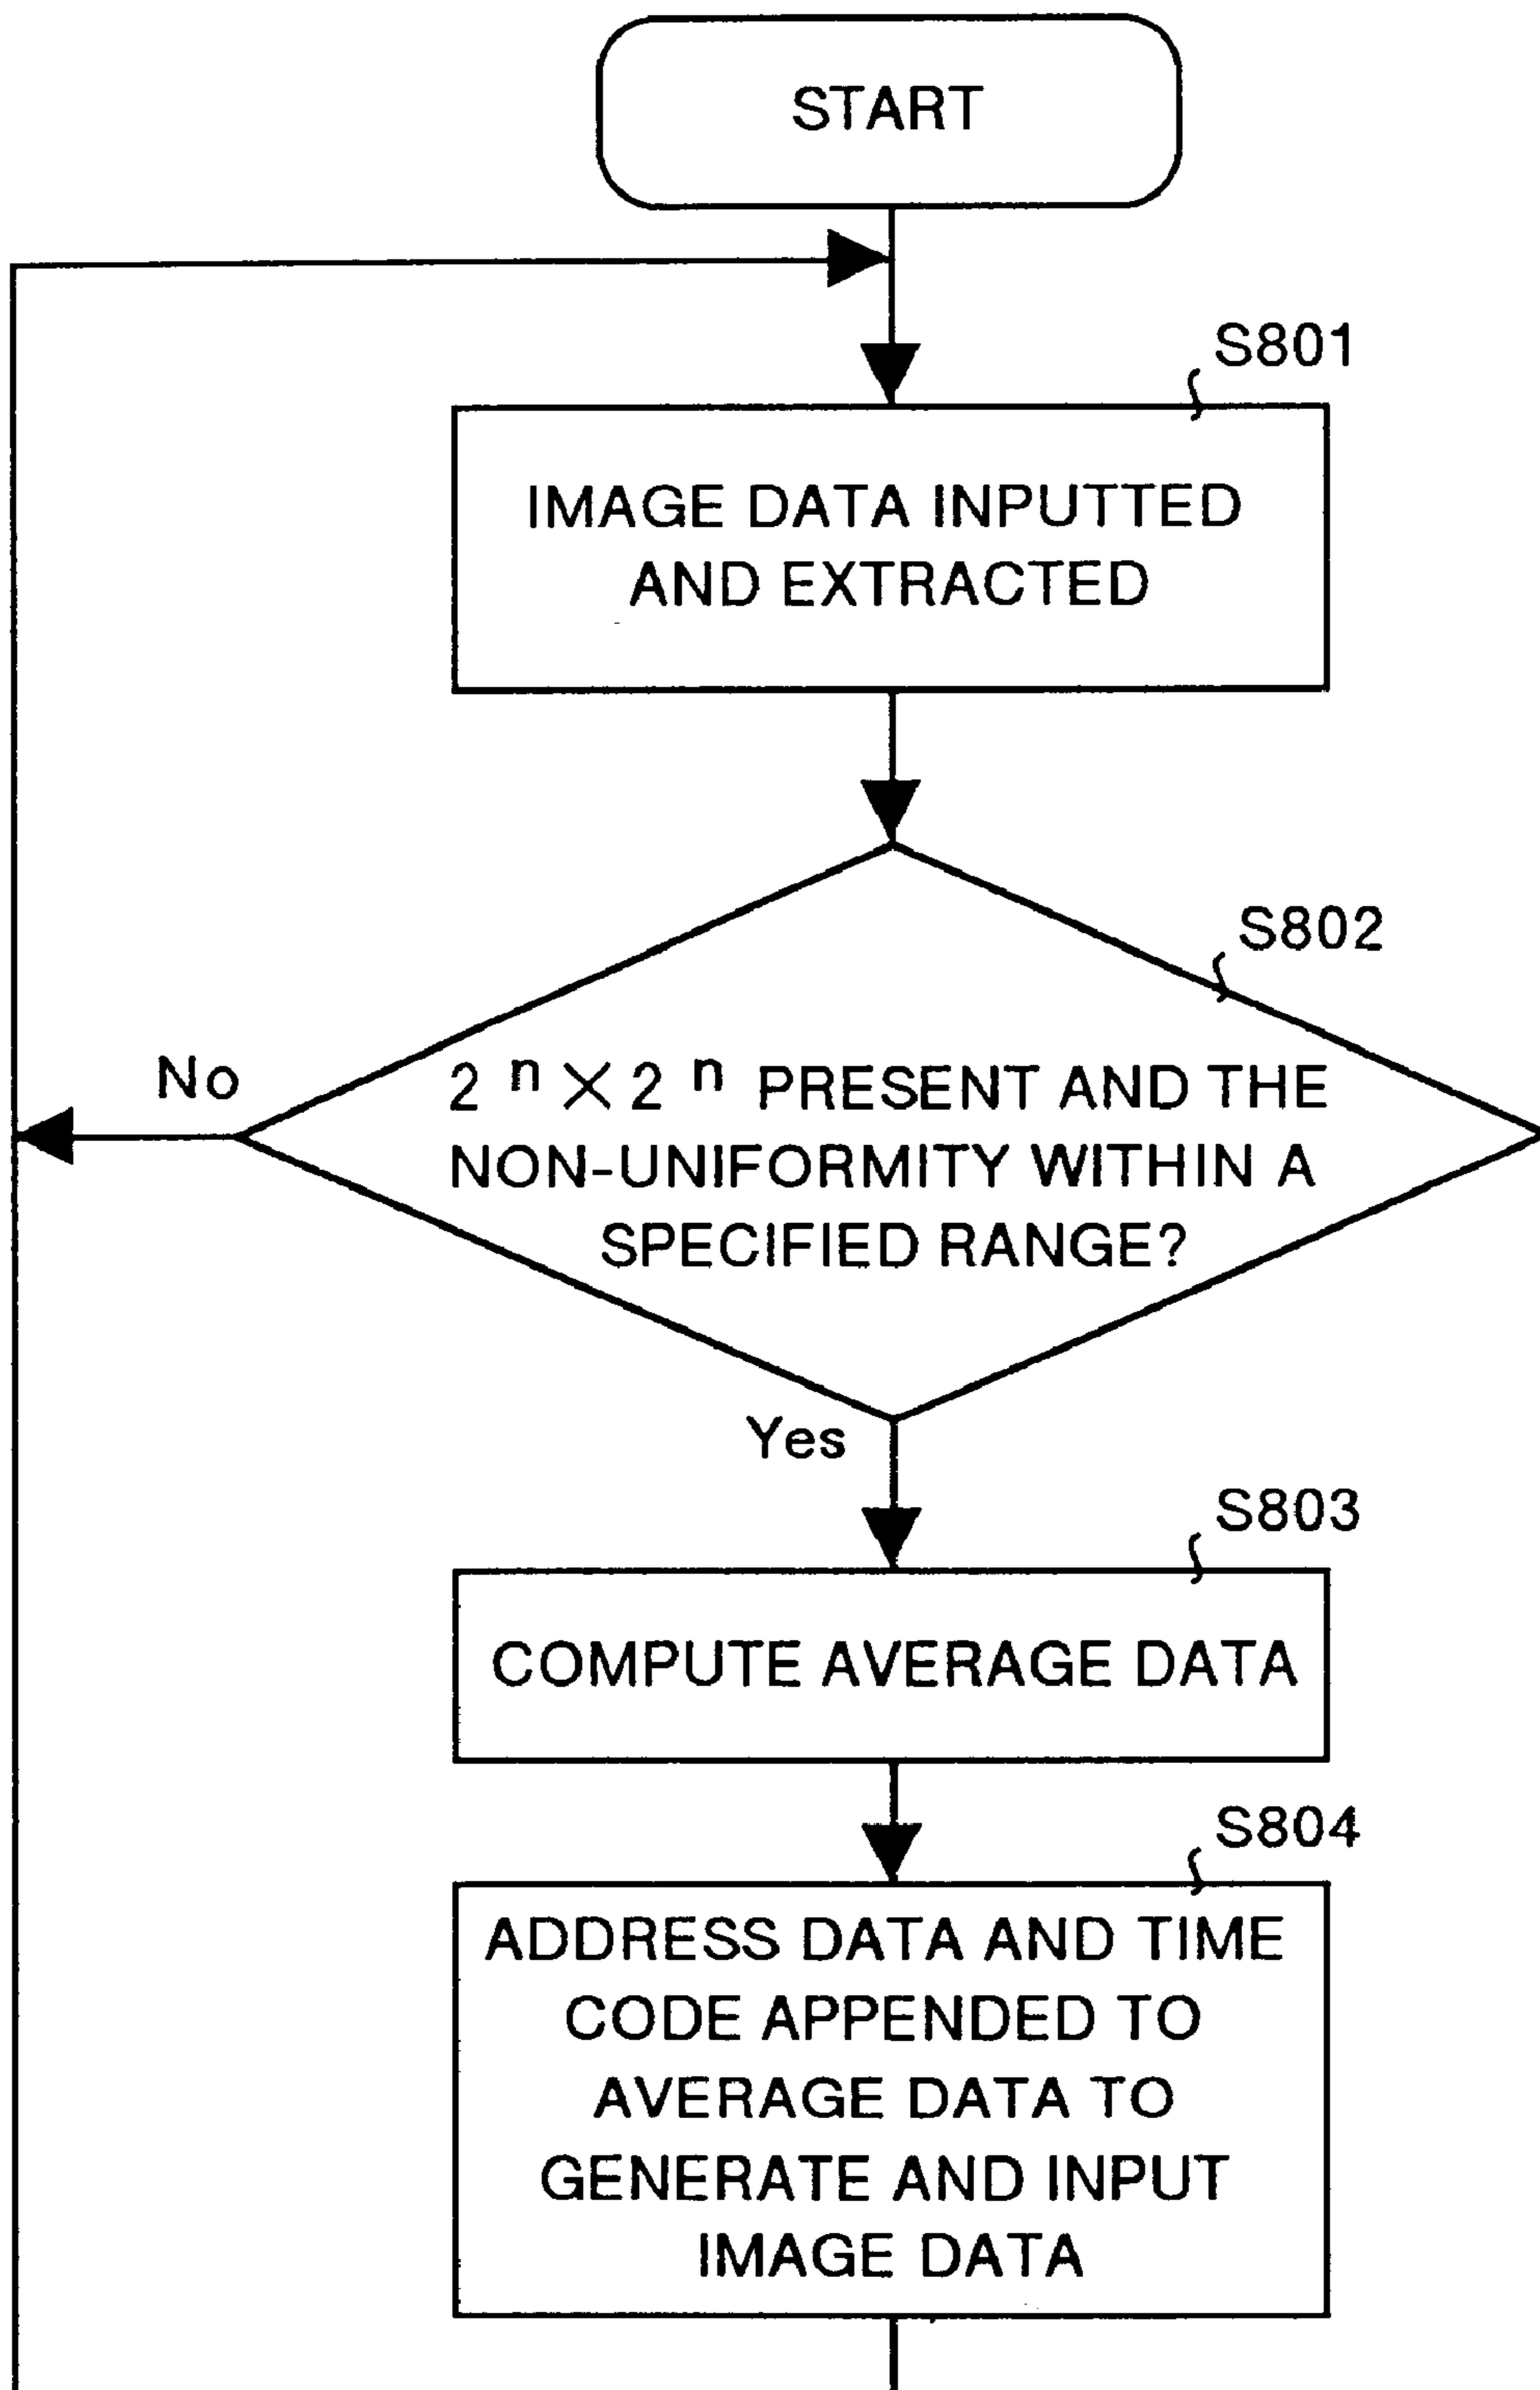 START
S801
IMAGE DATA INPUTTED
AND EXTRACTED
S802
No
2 n × 2 n PRESENT AND THE
NON-UNIFORMITY WITHIN A
SPECIFIED RANGE?
Yes
S803
COMPUTE AVERAGE DATA
S804
ADDRESS DATA AND TIME
CODE APPENDED TO
AVERAGE DATA TO
GENERATE AND INPUT
IMAGE DATA